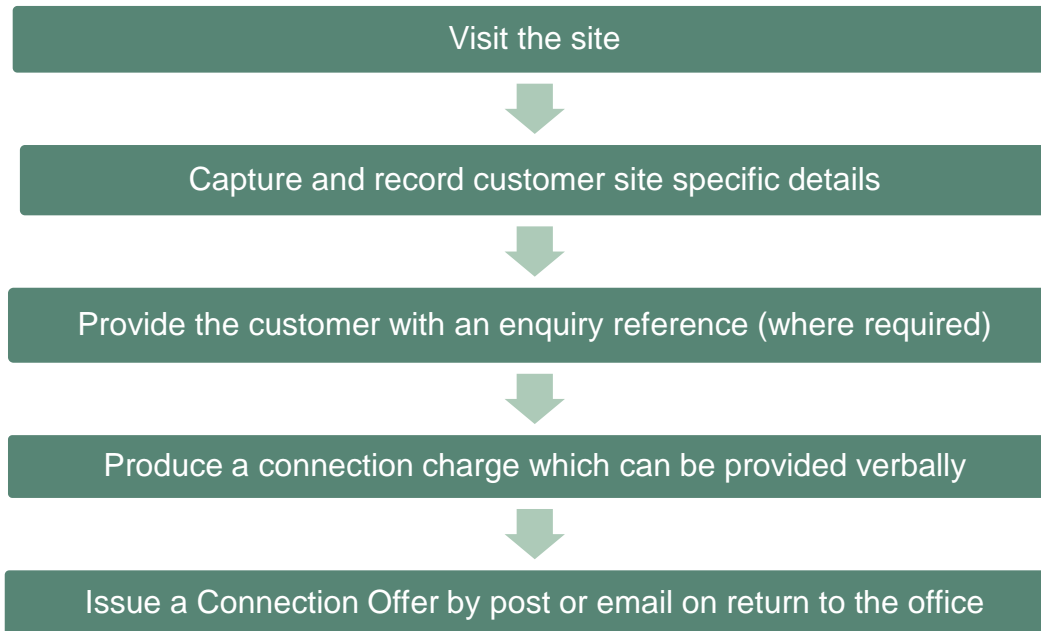 Visit the site
Capture and record customer site specific details
Provide the customer with an enquiry reference (where required)
Produce a connection charge which can be provided verbally
Issue a Connection Offer by post or email on return to the office